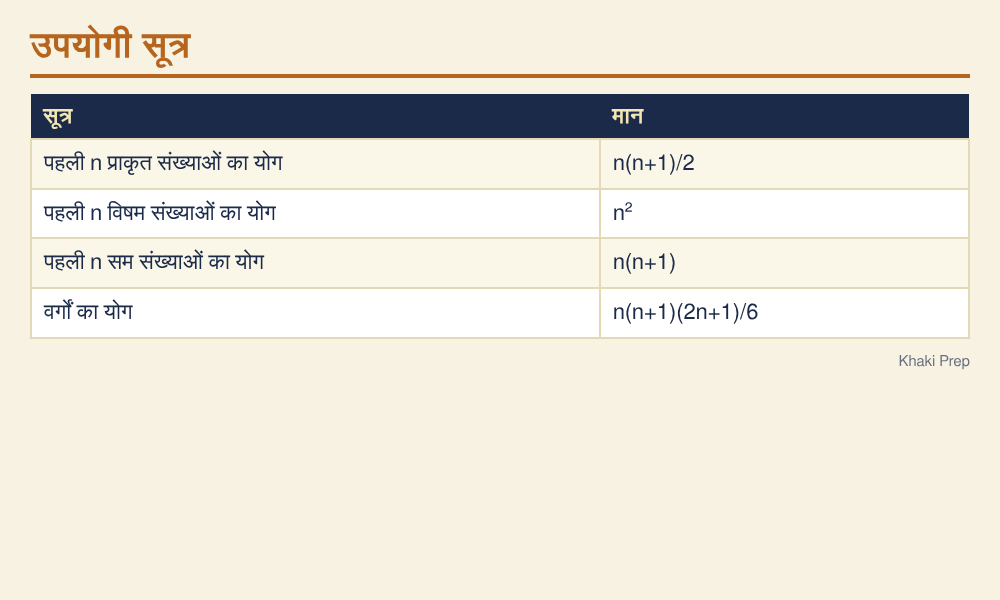 उपयोगी सूत्र
सूत्र मान
पहली n प्राकृत संख्याओं का योग n(n+1)/2
पहली n विषम संख्याओं का योग n²
पहली n सम संख्याओं का योग n(n+1)
वर्गों का योग n(n+1)(2n+1)/6
Khaki Prep